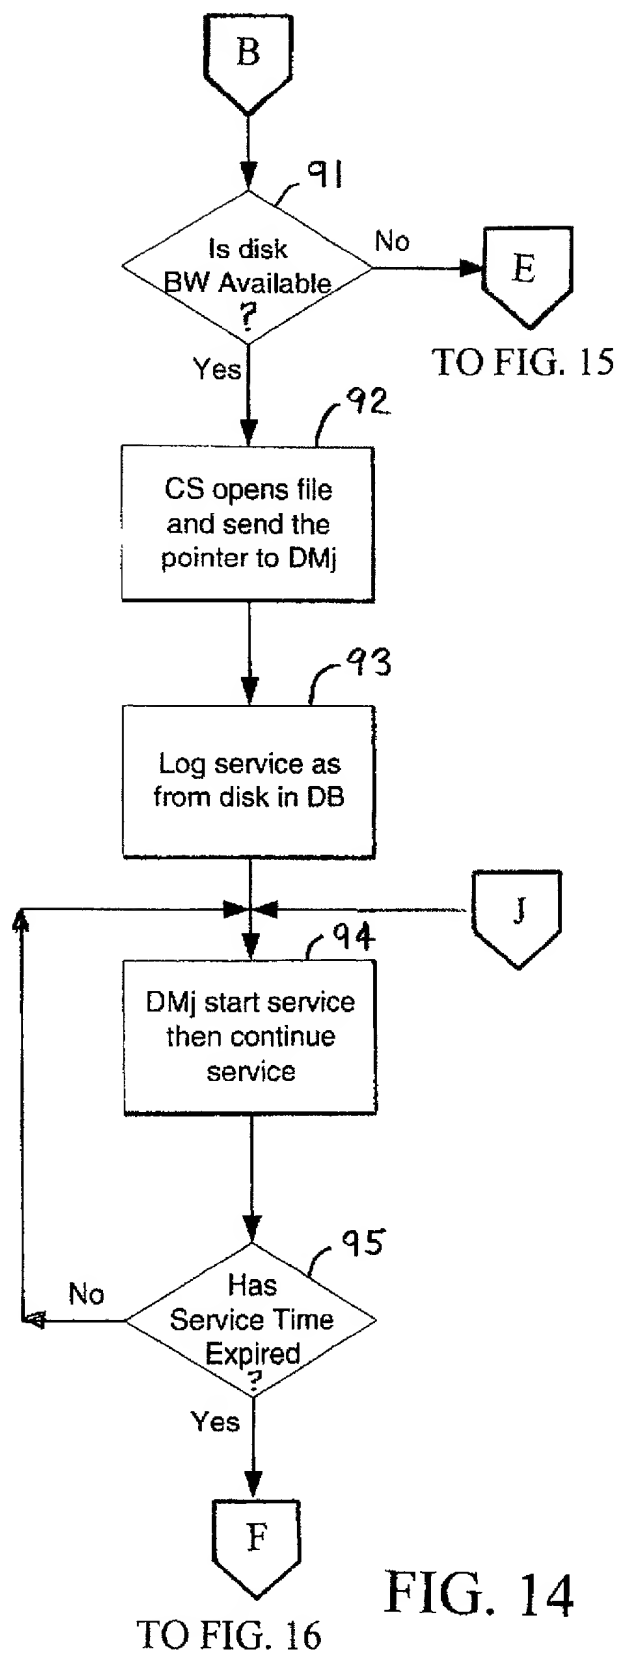 B
91
Is disk
BW Available
?
No
E
TO FIG. 15
Yes
92
CS opens file
and send the
pointer to DMj
93
Log service as
from disk in DB
J
94
DMj start service
then continue
service
95
Has
Service Time
Expired
?
No
Yes
F
TO FIG. 16
FIG. 14